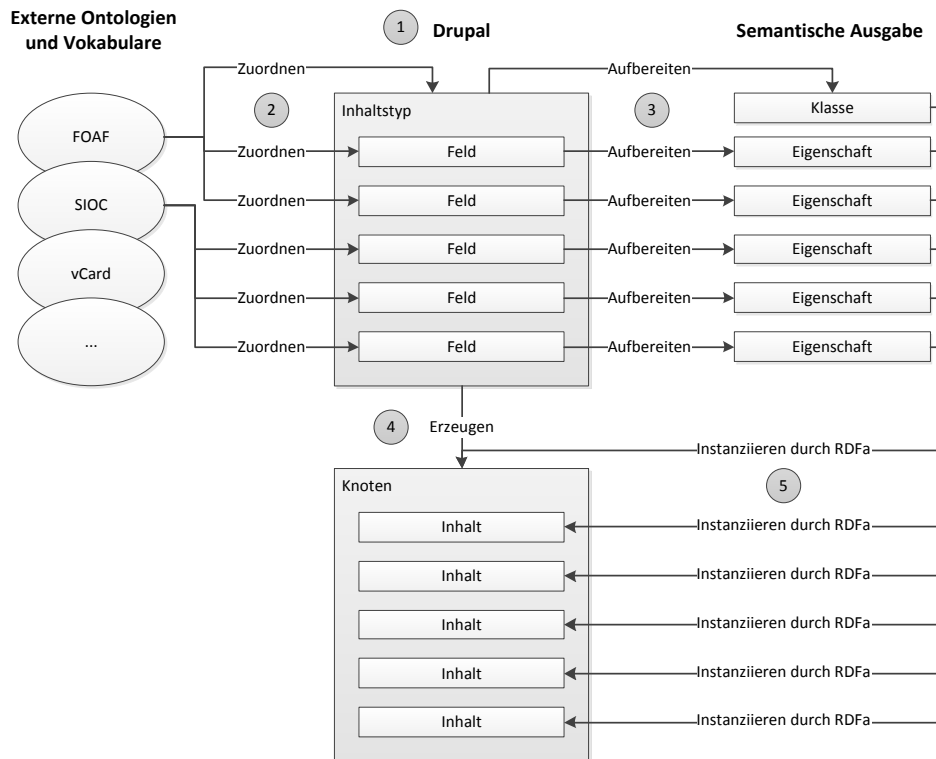 Externe Ontologien
und Vokabulare
1
Drupal
Semantische Ausgabe
Zuordnen
Aufbereiten
2
Inhaltstyp
3
Klasse
FOAF
Zuordnen
Feld
Aufbereiten
Eigenschaft
SIOC
Zuordnen
Feld
Aufbereiten
Eigenschaft
Zuordnen
Feld
Aufbereiten
Eigenschaft
vCard
Zuordnen
Feld
Aufbereiten
Eigenschaft
...
Zuordnen
Feld
Aufbereiten
Eigenschaft
4
Erzeugen
Instanziieren durch RDFa
Knoten
5
Inhalt
Instanziieren durch RDFa
Inhalt
Instanziieren durch RDFa
Inhalt
Instanziieren durch RDFa
Inhalt
Instanziieren durch RDFa
Inhalt
Instanziieren durch RDFa